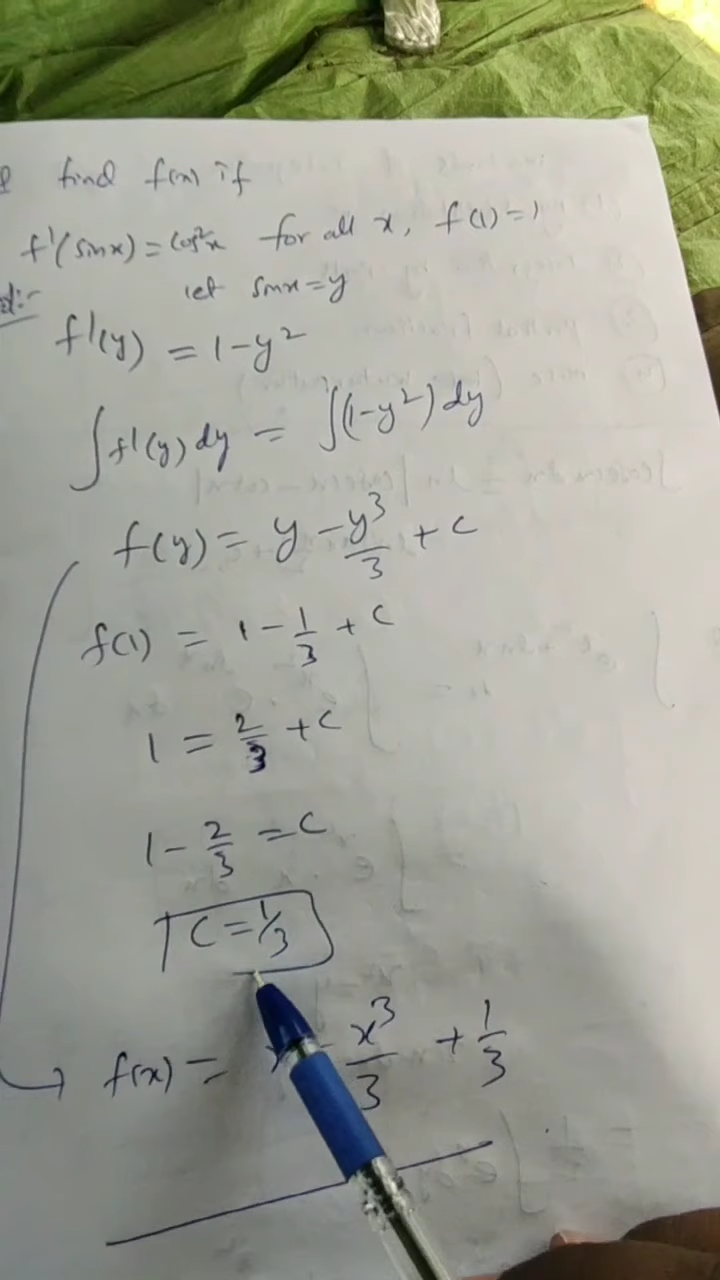 find f(x) if
f'(sinx) = cos²x for all x, f(1) = 1
let sinx = y
f'(y) = 1-y²
∫f'(y) dy = ∫(1-y²) dy
f(y) = y - y³/3 + c
f(1) = 1 - 1/3 + c
1 = 2/3 + c
1 - 2/3 = c
c = 1/3
f(x) = x - x³/3 + 1/3